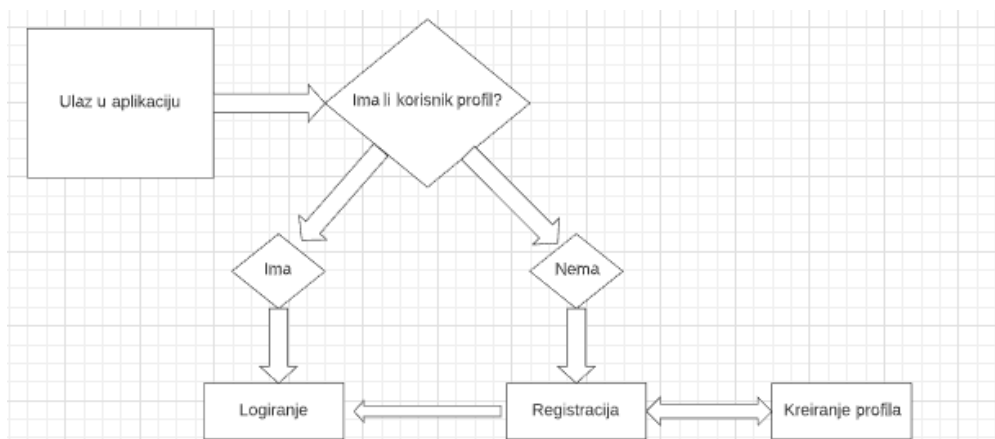 Ulaz u aplikaciju
Ima li korisnik profil?
Ima
Nema
Logiranje
Registracija
Kreiranje profila